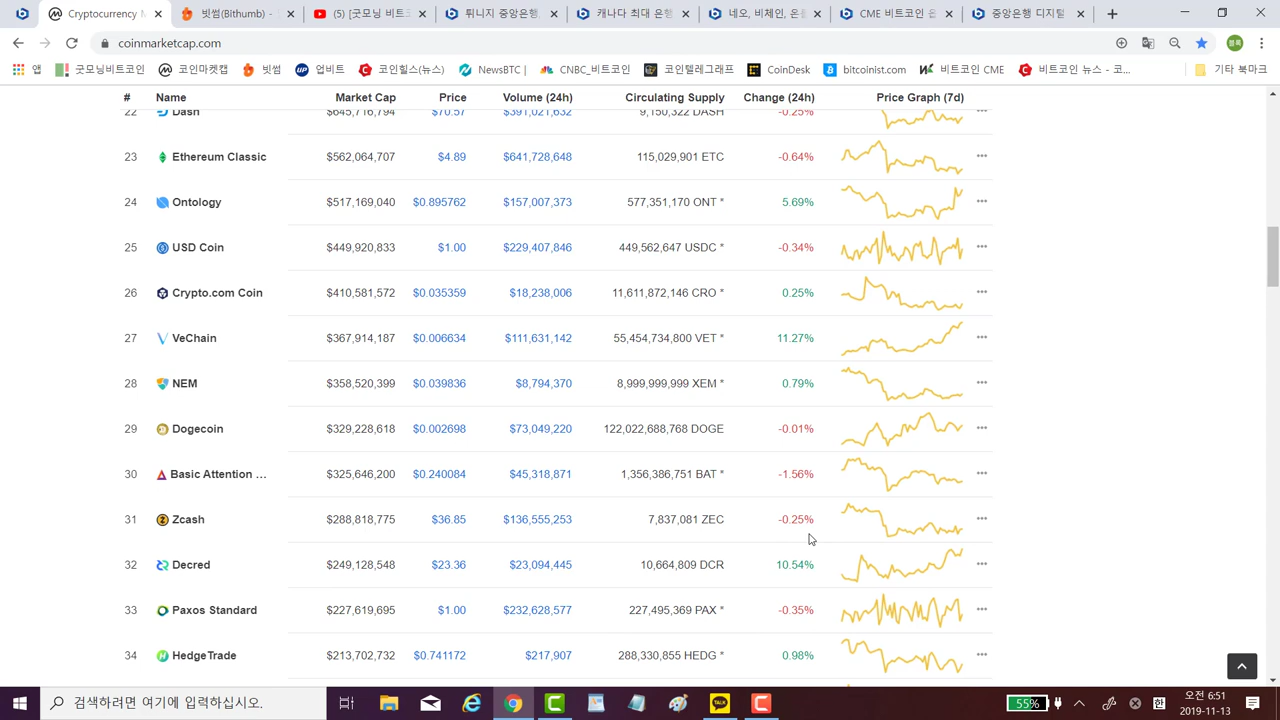 Cryptocurrency M
빗썸(Bithumb) -
(5) [굿모닝 비트코
튀니지 중앙은행,
캐나다 최대 은행
네오, 비체인, 온톨
CME 비트코인 옵
중앙은행 디지털
coinmarketcap.com
앱
굿모닝비트코인
코인마켓캡
빗썸
업비트
코인힐스(뉴스)
NewsBTC |
CNBC_비트코인
코인텔레그래프
CoinDesk
bitcoinist.com
비트코인 CME
비트코인 뉴스 - 코...
기타 북마크
# Name Market Cap Price Volume (24h) Circulating Supply Change (24h) Price Graph (7d)
22 Dash $645,716,794 $70.57 $391,021,632 9,150,322 DASH -0.25%
23 Ethereum Classic $562,064,707 $4.89 $641,728,648 115,029,901 ETC -0.64%
24 Ontology $517,169,040 $0.895762 $157,007,373 577,351,170 ONT * 5.69%
25 USD Coin $449,920,833 $1.00 $229,407,846 449,562,647 USDC * -0.34%
26 Crypto.com Coin $410,581,572 $0.035359 $18,238,006 11,611,872,146 CRO * 0.25%
27 VeChain $367,914,187 $0.006634 $111,631,142 55,454,734,800 VET * 11.27%
28 NEM $358,520,399 $0.039836 $8,794,370 8,999,999,999 XEM * 0.79%
29 Dogecoin $329,228,618 $0.002698 $73,049,220 122,022,688,768 DOGE -0.01%
30 Basic Attention ... $325,646,200 $0.240084 $45,318,871 1,356,386,751 BAT * -1.56%
31 Zcash $288,818,775 $36.85 $136,555,253 7,837,081 ZEC -0.25%
32 Decred $249,128,548 $23.36 $23,094,445 10,664,809 DCR 10.54%
33 Paxos Standard $227,619,695 $1.00 $232,628,577 227,495,369 PAX * -0.35%
34 HedgeTrade $213,702,732 $0.741172 $217,907 288,330,855 HEDG * 0.98%
검색하려면 여기에 입력하십시오.
TALK
55%
한
오전 6:51
2019-11-13